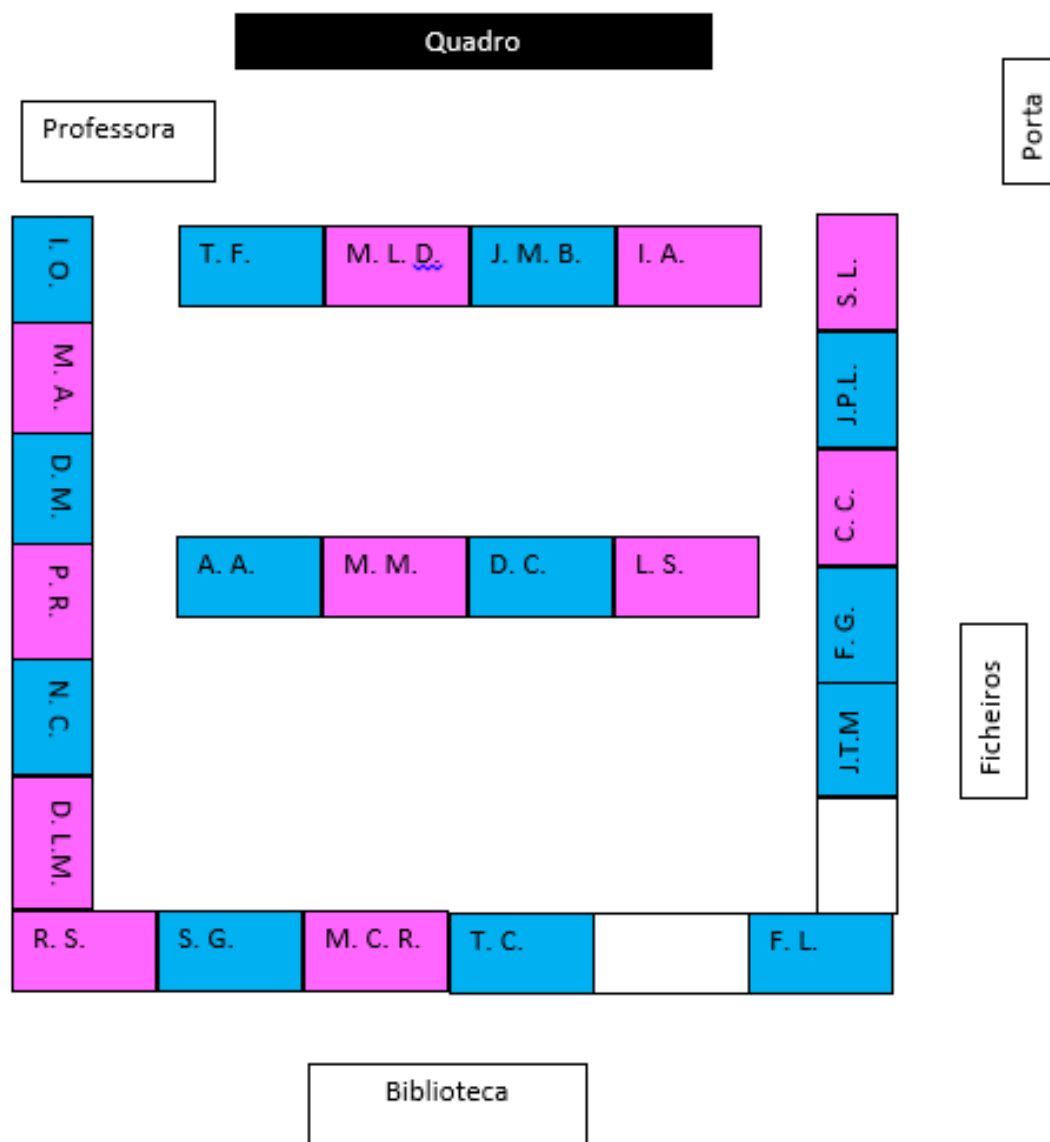 Quadro
Professora
Porta
I. O.
M. A.
D. M.
P. R.
N. C.
D. L.M.
T. F.
M. L. D.
J. M. B.
I. A.
A. A.
M. M.
D. C.
L. S.
S. L.
J.P.L.
C. C.
F. G.
J.T.M
Ficheiros
R. S.
S. G.
M. C. R.
T. C.
F. L.
Biblioteca